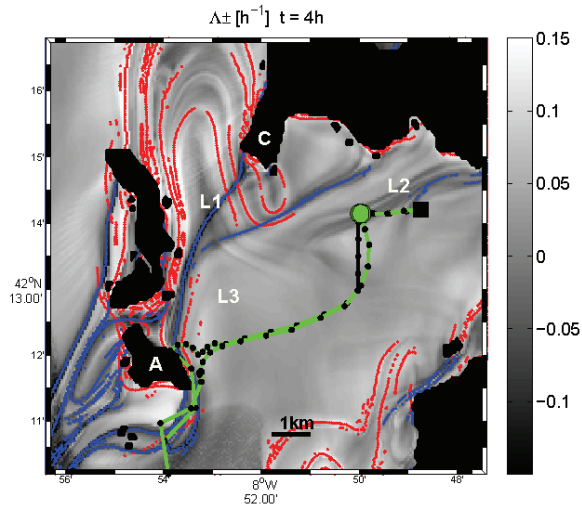 Λ± [h⁻¹] t = 4h
16'
15'
14'
42°N
13.00'
12'
11'
56'
54'
8°W
52.00'
50'
48'
C
L1
L2
L3
A
1km
0.15
0.1
0.05
0
−0.05
−0.1